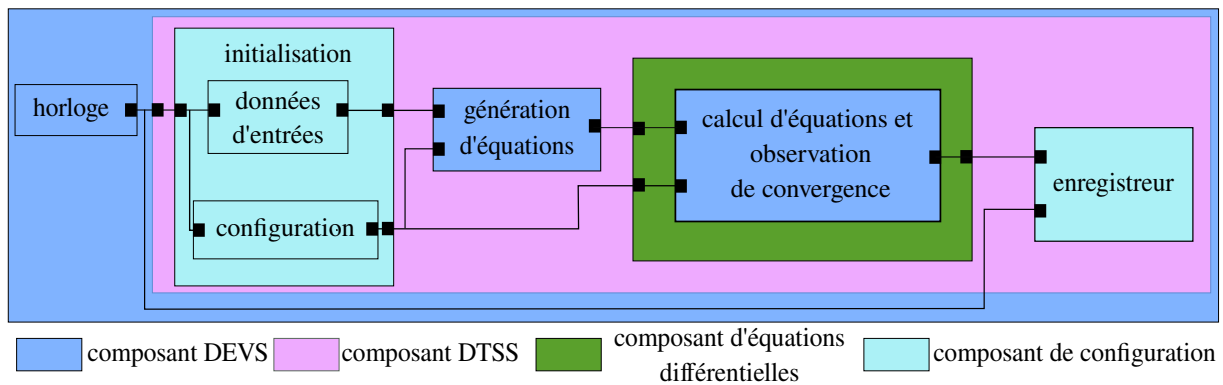 initialisation
horloge
données
d'entrées
configuration
génération
d'équations
calcul d'équations et
observation
de convergence
enregistreur
composant DEVS
composant DTSS
composant d'équations
différentielles
composant de configuration